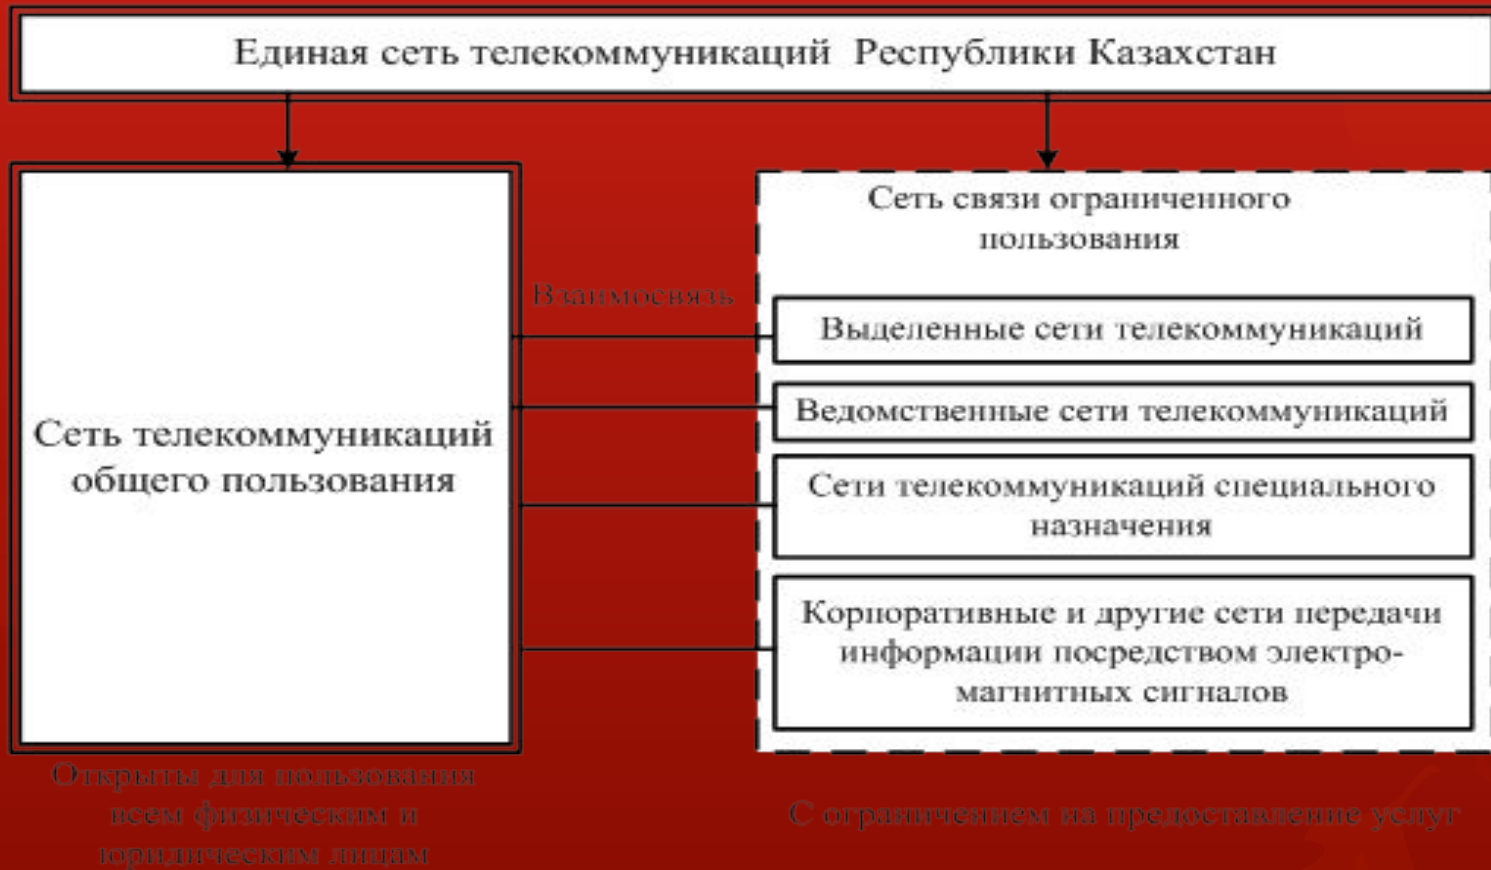 Единая сеть телекоммуникаций Республики Казахстан
Сеть телекоммуникаций
общего пользования
Взаимосвязь
Сеть связи ограниченного
пользования
Выделенные сети телекоммуникаций
Ведомственные сети телекоммуникаций
Сети телекоммуникаций специального
назначения
Корпоративные и другие сети передачи
информации посредством электро-
магнитных сигналов
Открыты для пользования
всем физическим и
юридическим лицам
С ограничением на предоставление услуг